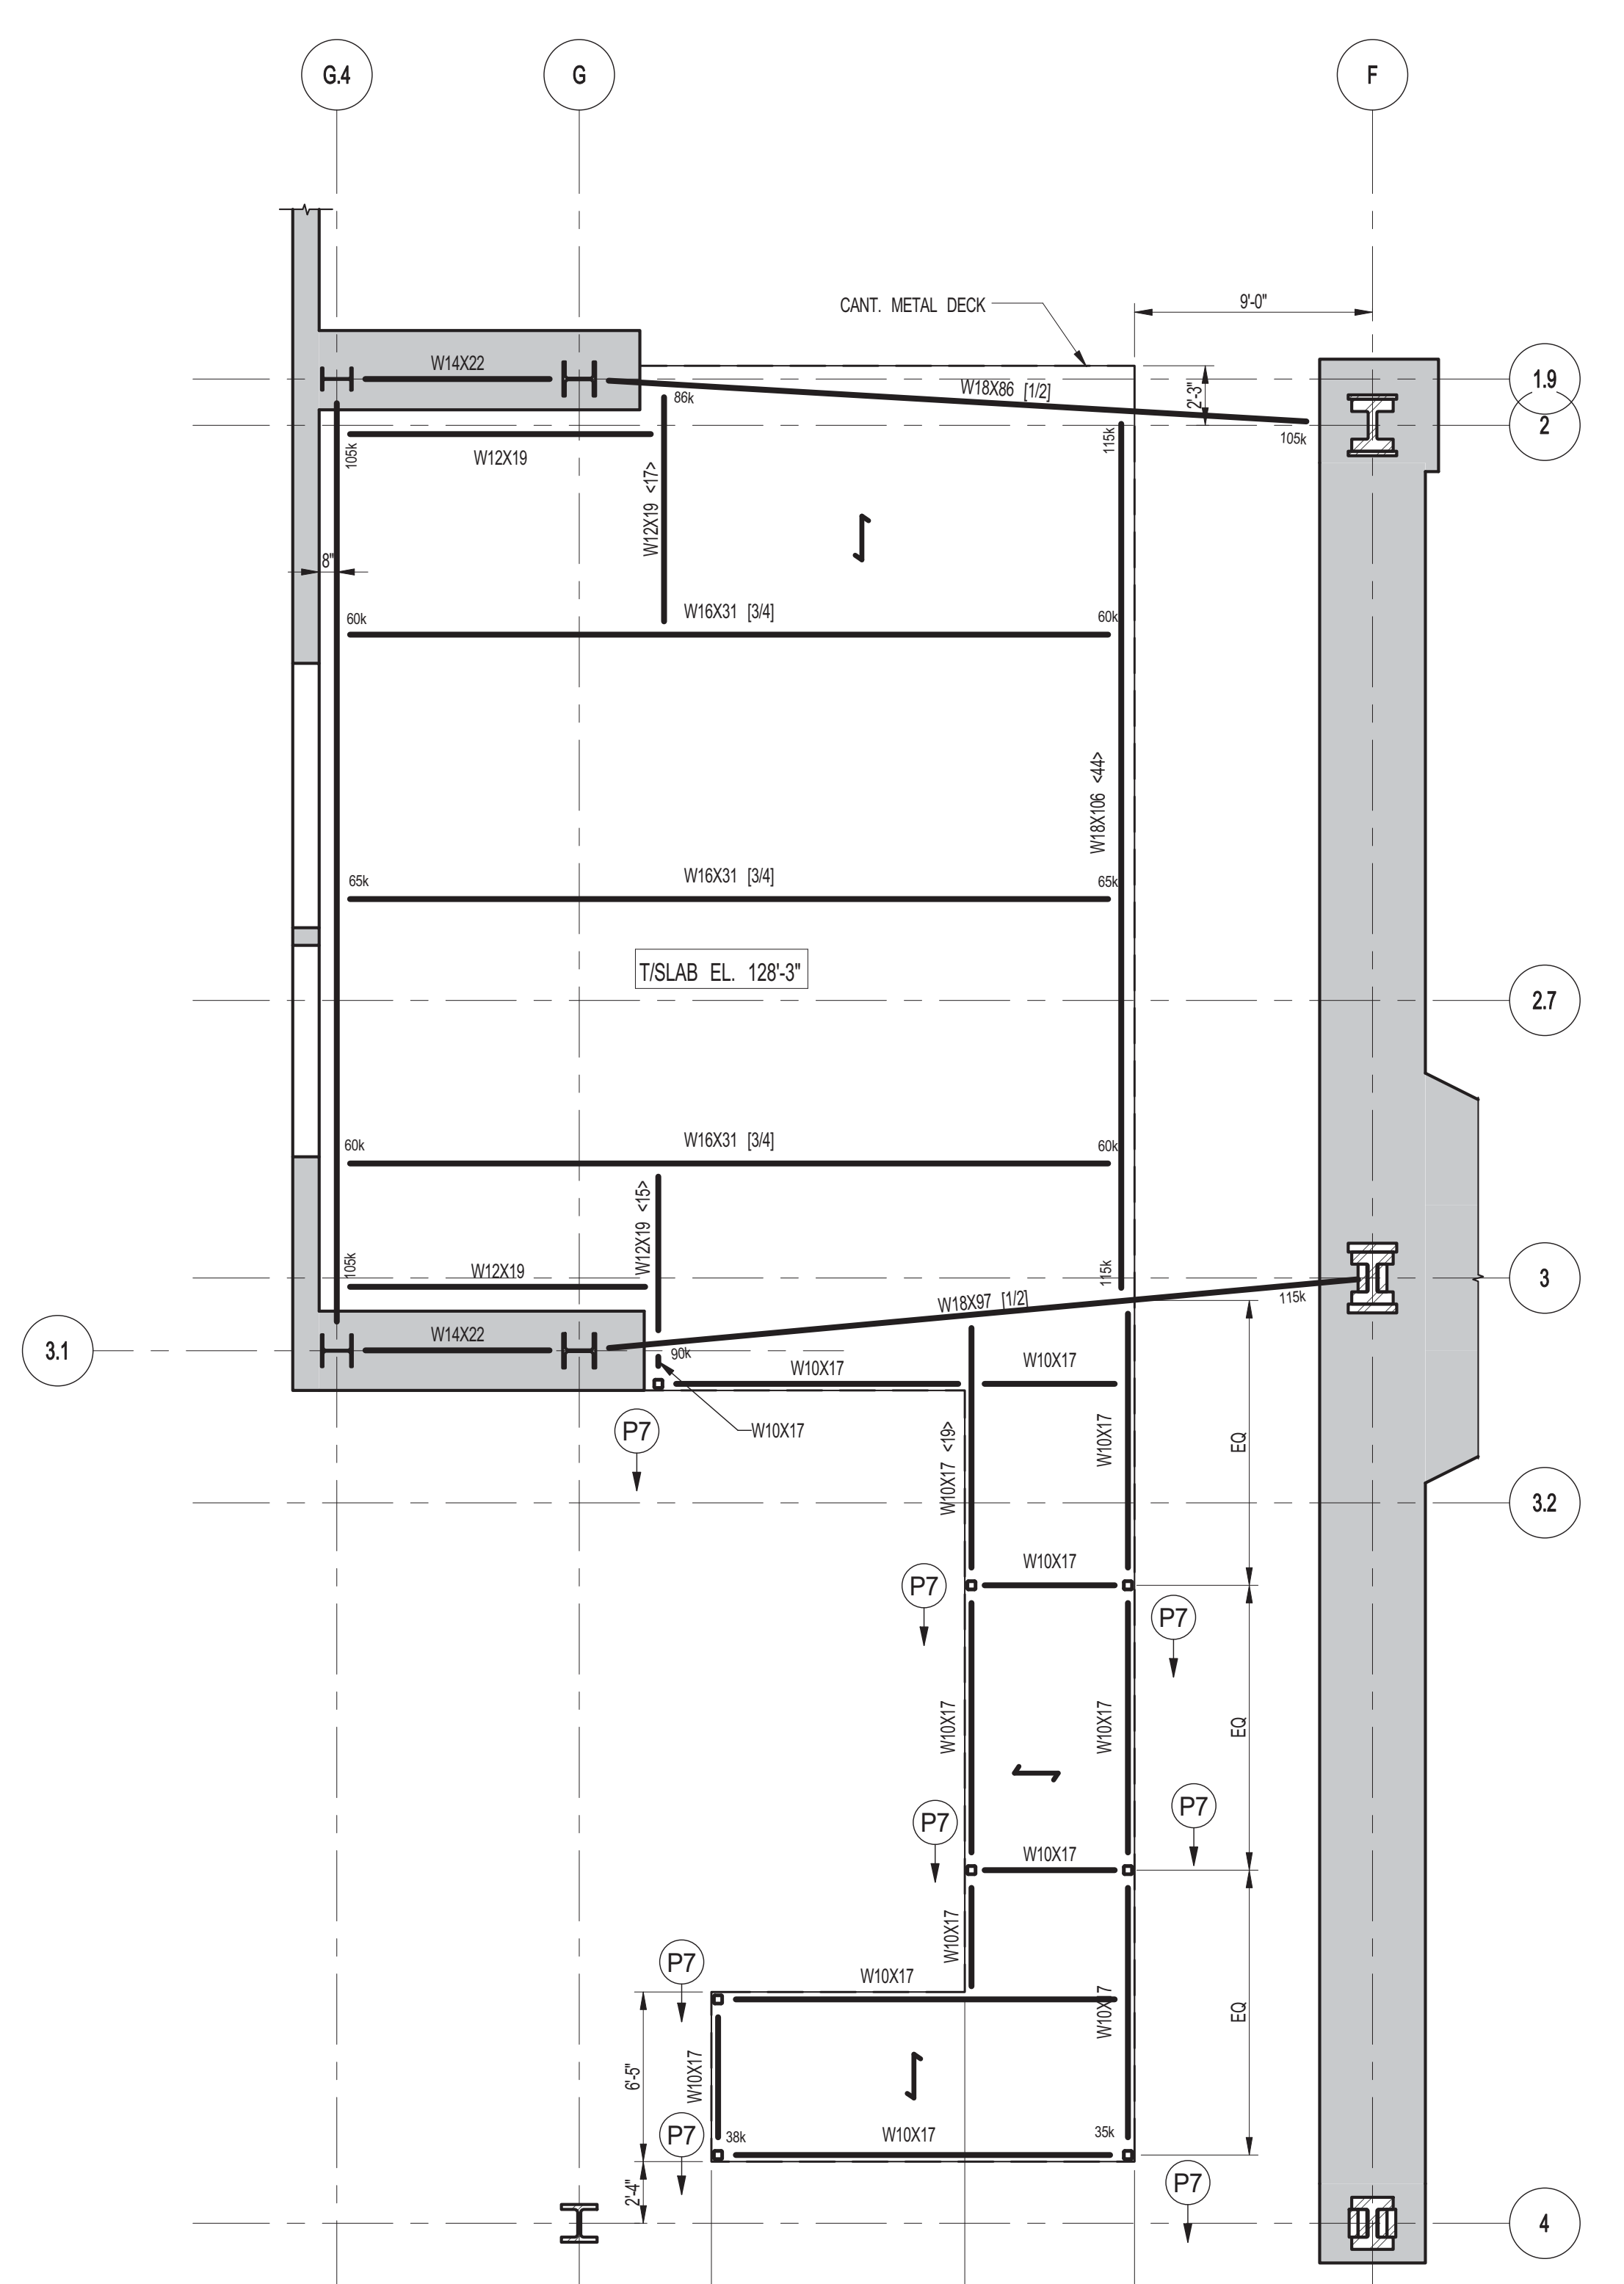 G.4
G
F
CANT. METAL DECK
9'-0"
W14X22
W18X86 [1/2]
2'-3"
1.9
86k
2
105k
W12X19
115k
105k
W12X19 <17>
8"
60k
W16X31 [3/4]
60k
W18X106 <44>
65k
W16X31 [3/4]
65k
T/SLAB EL. 128'-3"
2.7
60k
W16X31 [3/4]
60k
W12X19 <15>
105k
W12X19
115k
3
W18X97 [1/2]
115k
3.1
W14X22
90k
W10X17
W10X17
P7
W10X17
W10X17 <19>
W10X17
EQ
3.2
W10X17
P7
P7
W10X17
W10X17
EQ
P7
P7
W10X17
W10X17
P7
W10X17
W10X17
EQ
6'-5"
W10X17
P7
38k
W10X17
35k
2'-4"
P7
4